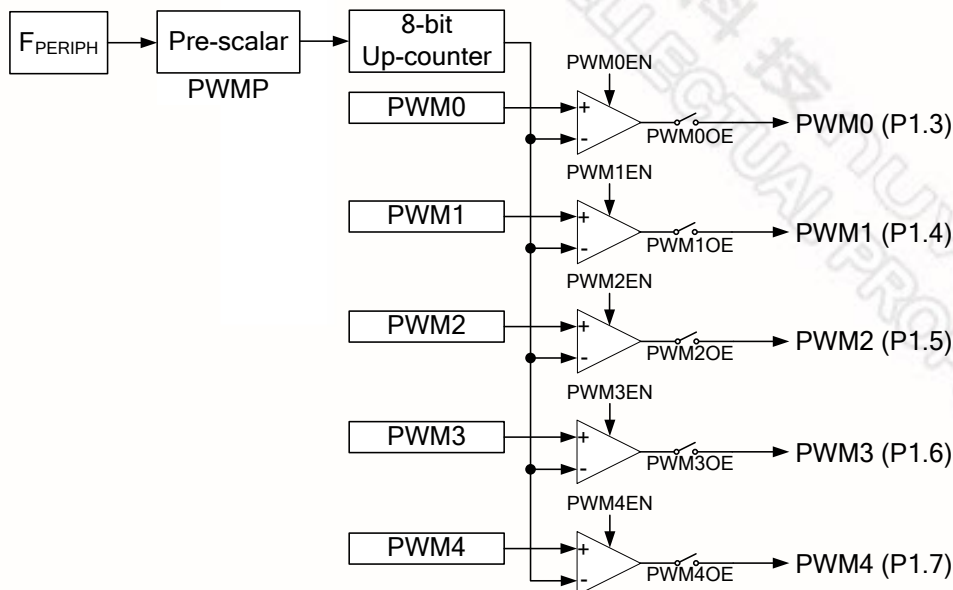 FPERIPH
Pre-scalar
PWMP
8-bit
Up-counter
PWM0
+
-
PWM0EN
PWM0OE
PWM0 (P1.3)
PWM1
+
-
PWM1EN
PWM1OE
PWM1 (P1.4)
PWM2
+
-
PWM2EN
PWM2OE
PWM2 (P1.5)
PWM3
+
-
PWM3EN
PWM3OE
PWM3 (P1.6)
PWM4
+
-
PWM4EN
PWM4OE
PWM4 (P1.7)
科技